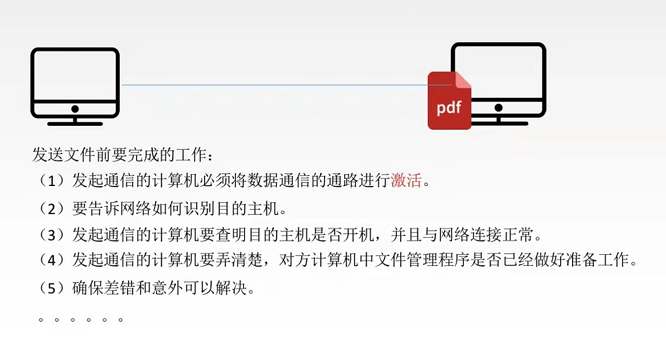 pdf
发送文件前要完成的工作：
（1）发起通信的计算机必须将数据通信的通路进行激活。
（2）要告诉网络如何识别目的主机。
（3）发起通信的计算机要查明目的主机是否开机，并且与网络连接正常。
（4）发起通信的计算机要弄清楚，对方计算机中文件管理程序是否已经做好准备工作。
（5）确保差错和意外可以解决。
。。。。。。